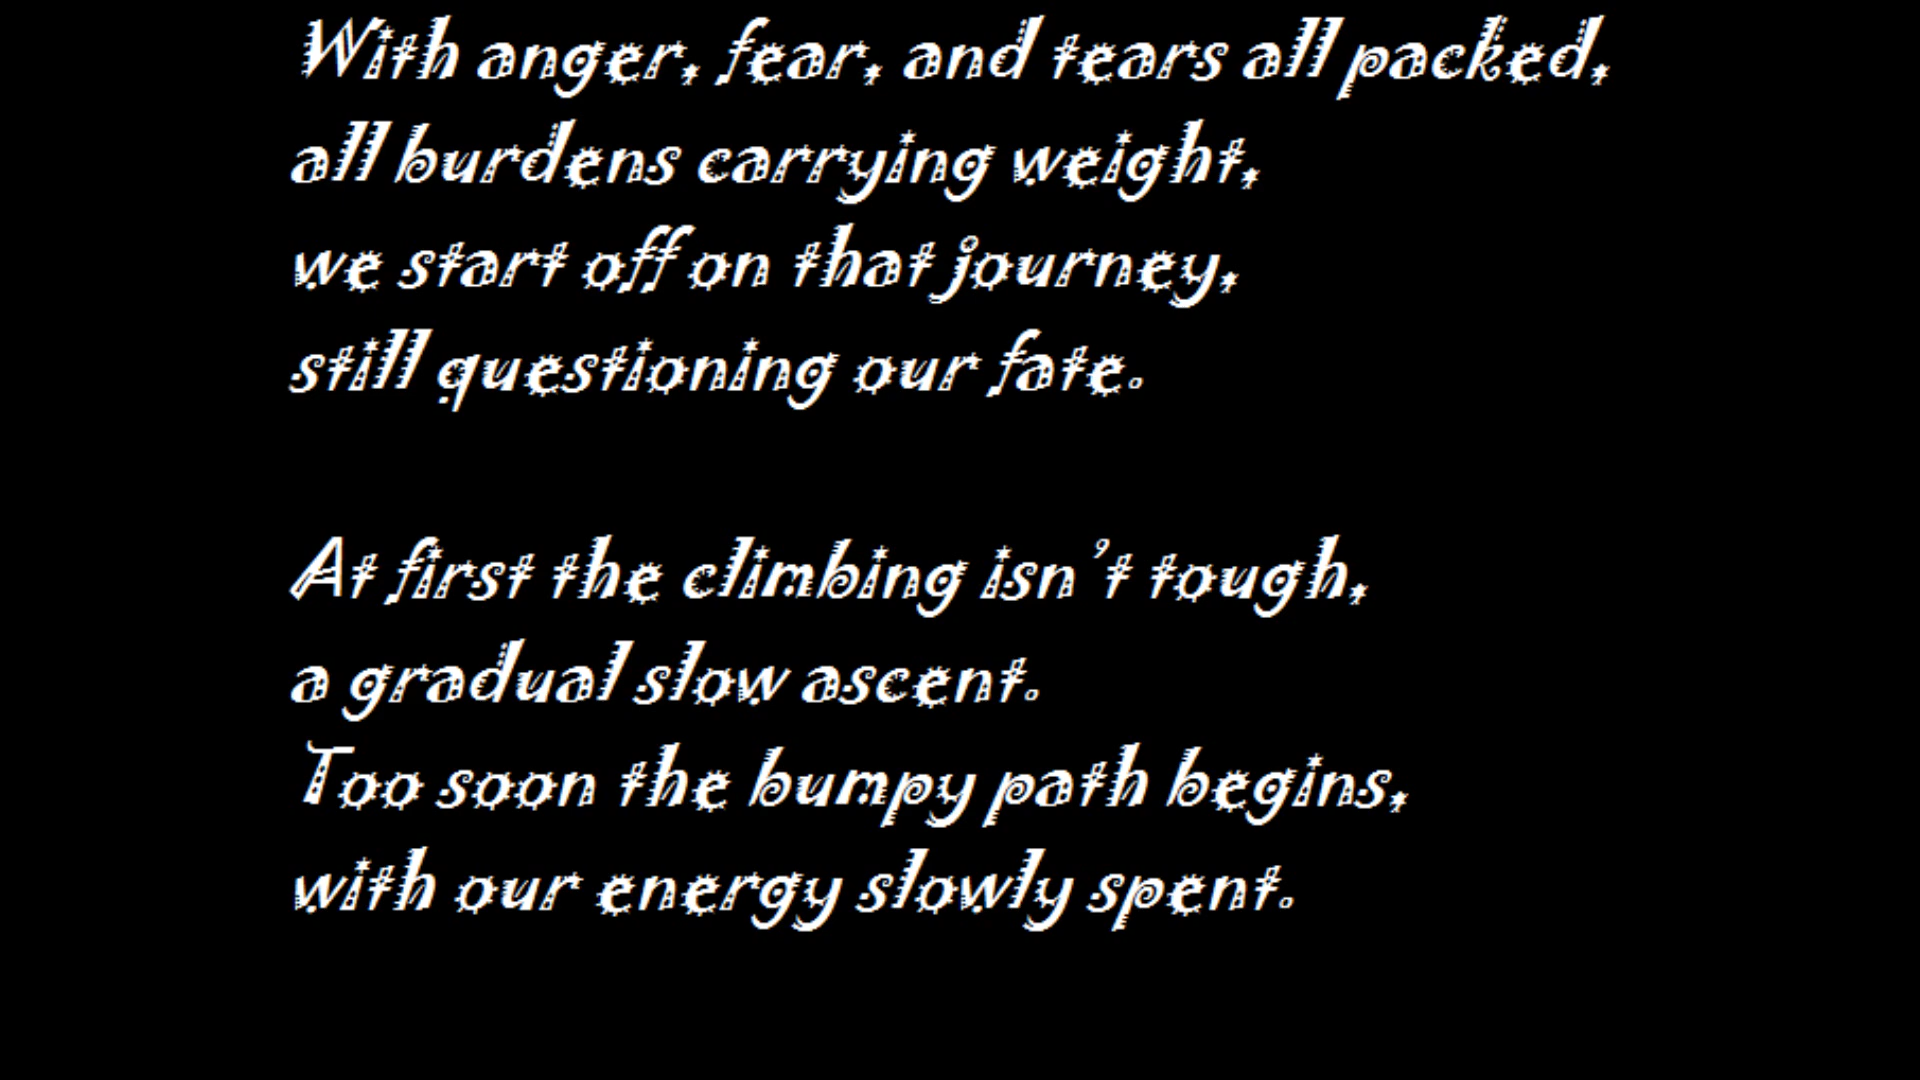 With anger, fear, and tears all packed,
all burdens carrying weight,
we start off on that journey,
still questioning our fate.
At first the climbing isn't tough,
a gradual slow ascent.
Too soon the bumpy path begins,
with our energy slowly spent.